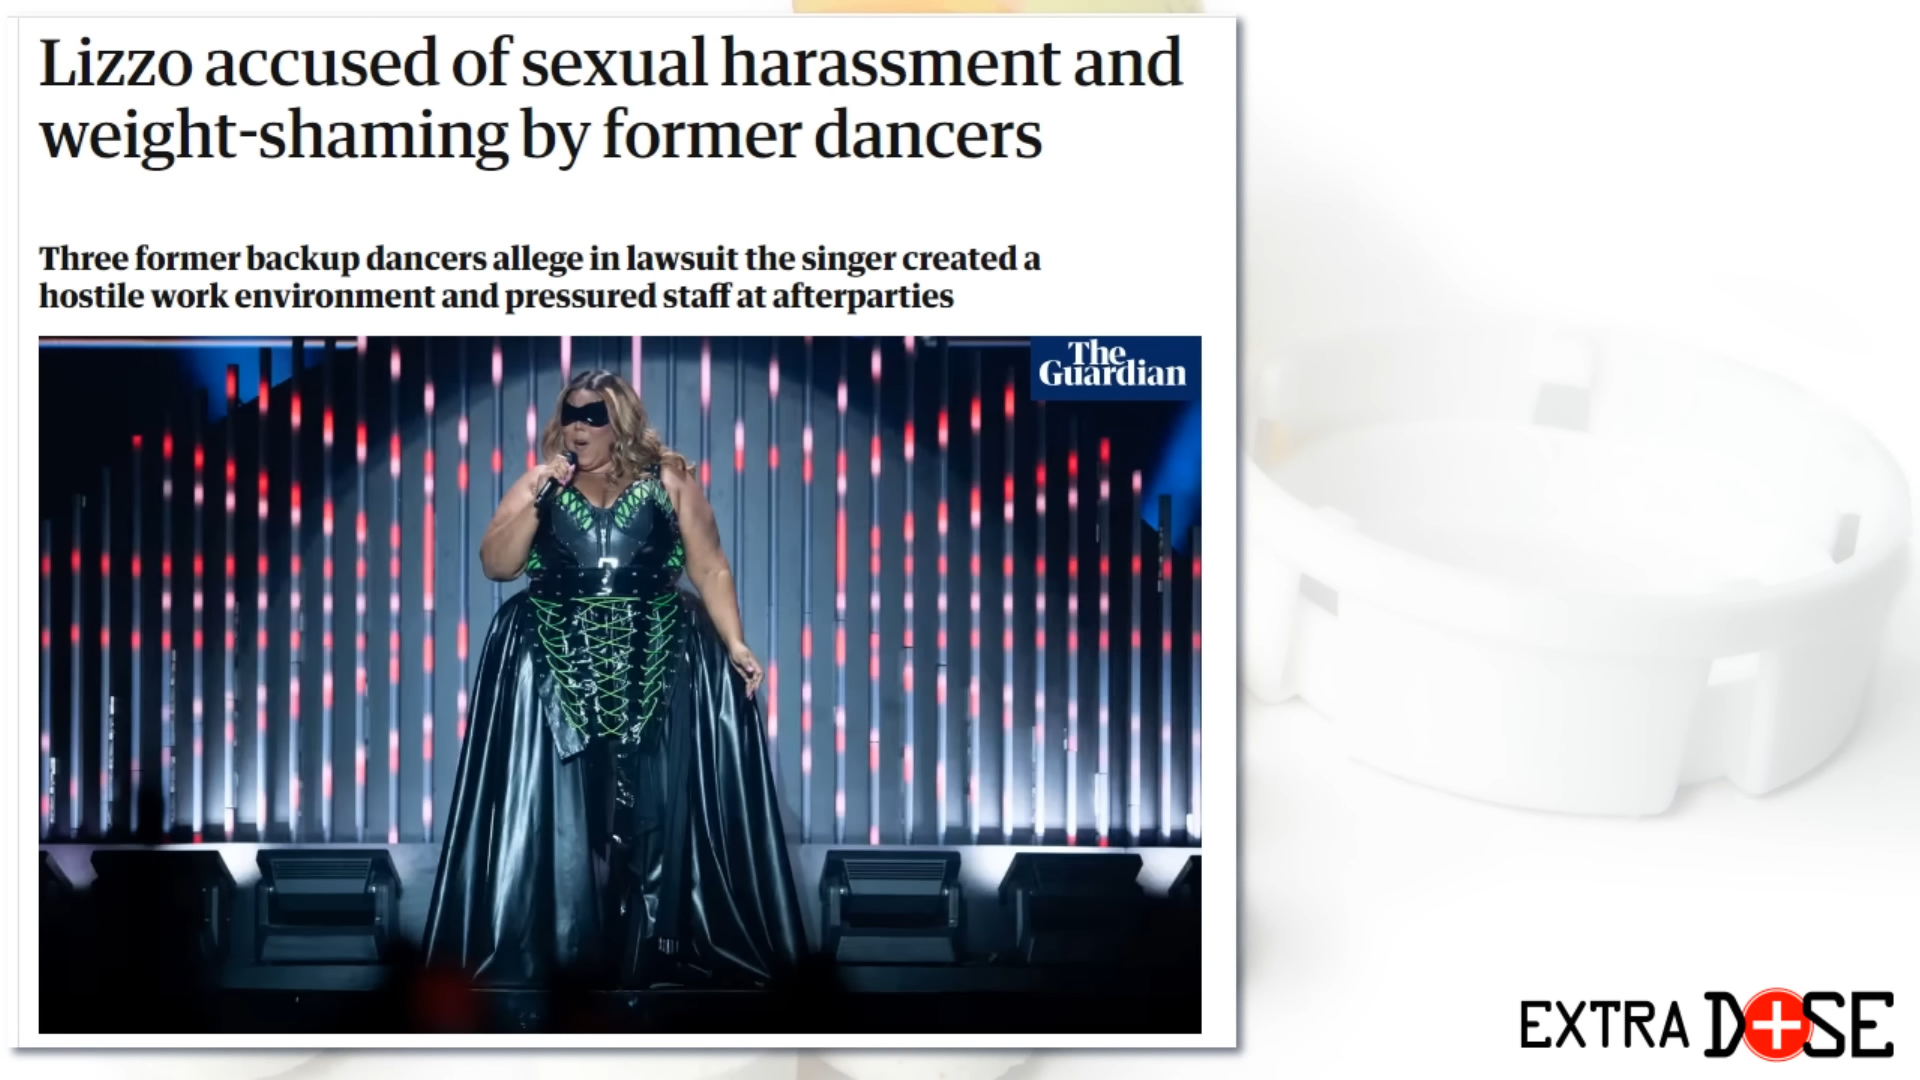 Lizzo accused of sexual harassment and
weight-shaming by former dancers
Three former backup dancers allege in lawsuit the singer created a
hostile work environment and pressured staff at afterparties
The
Guardian
EXTRA DOSE